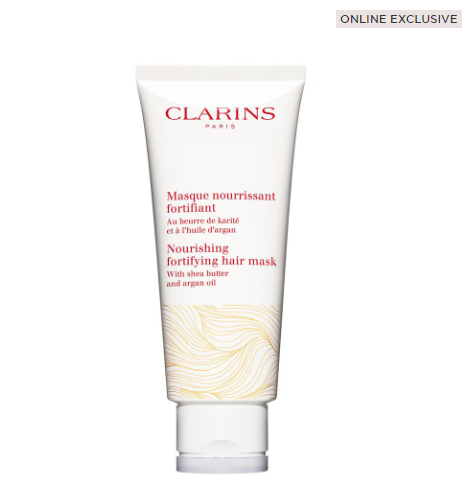 ONLINE EXCLUSIVE
CLARINS
PARIS
Masque nourrissant
fortifiant
Au beurre de karité
et à l'huile d'argan
Nourishing
fortifying hair mask
With shea butter
and argan oil